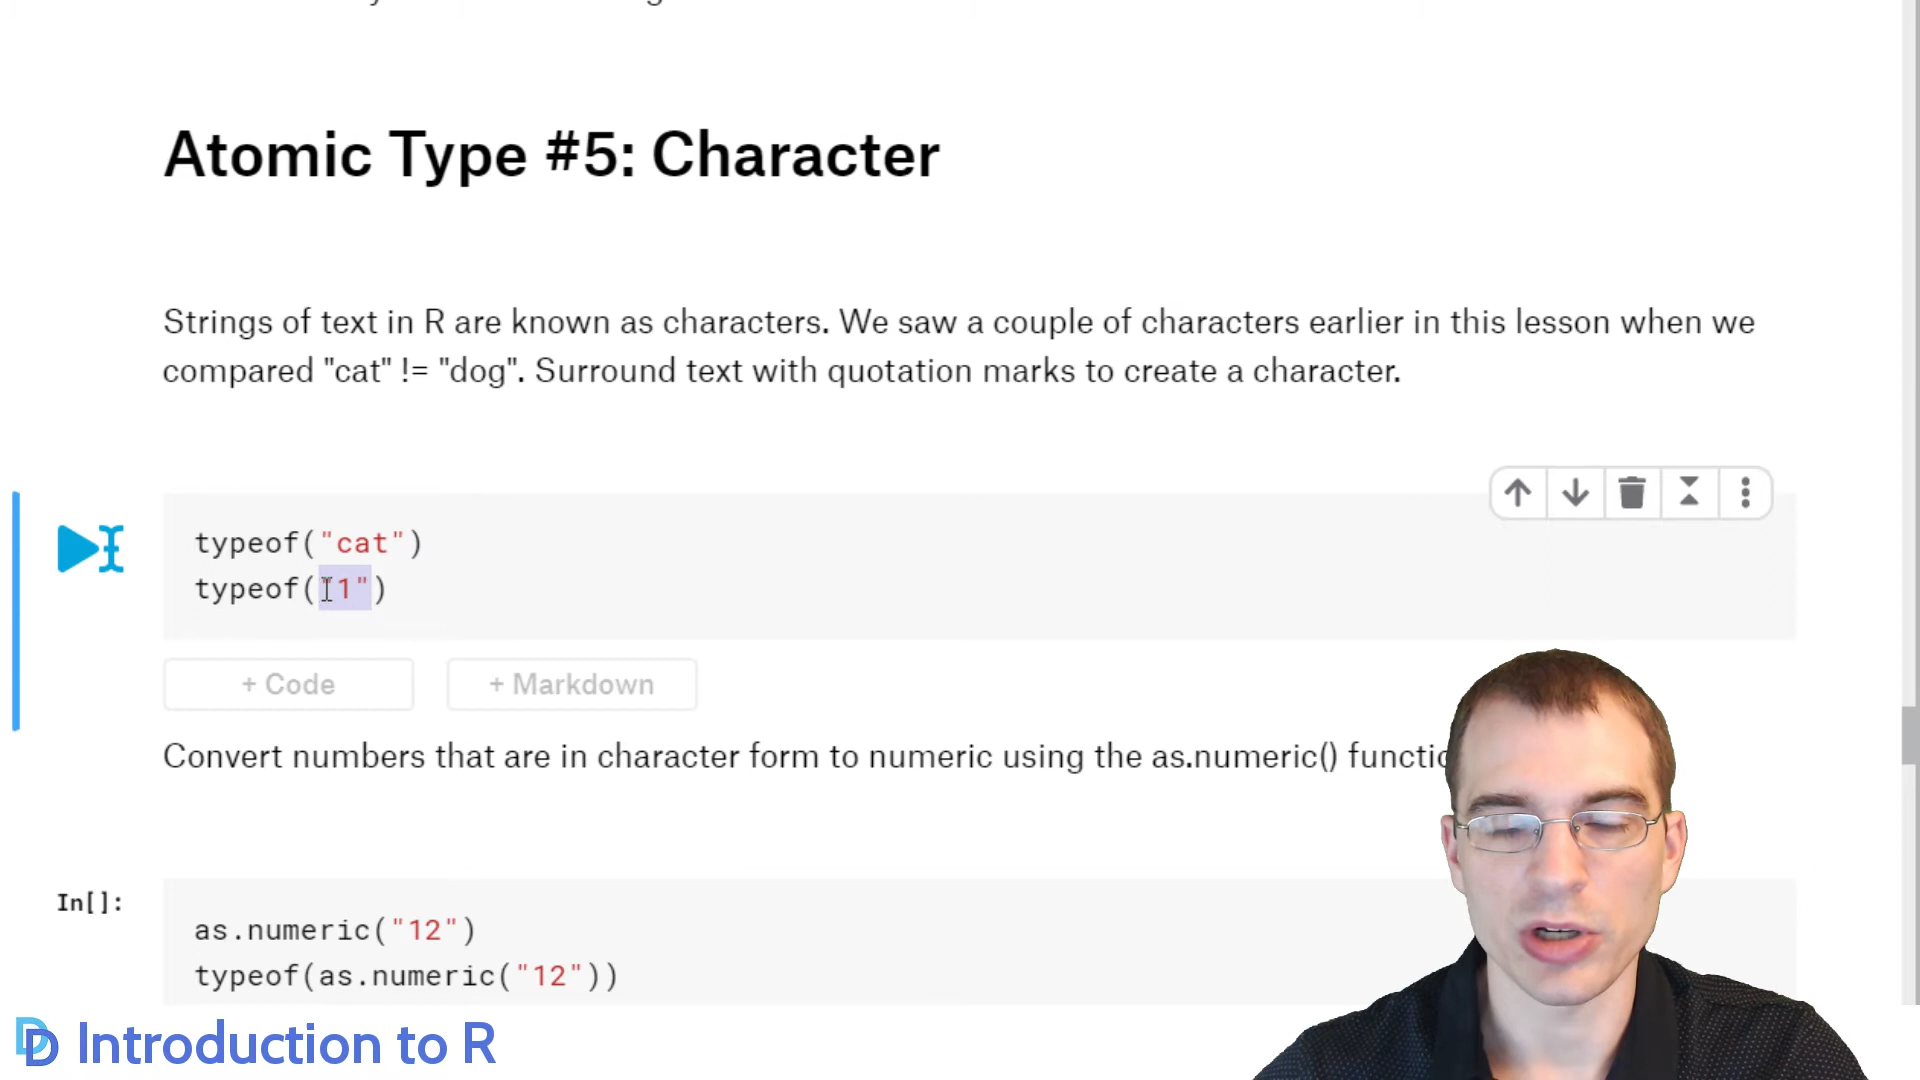 Atomic Type #5: Character
Strings of text in R are known as characters. We saw a couple of characters earlier in this lesson when we
compared "cat" != "dog". Surround text with quotation marks to create a character.
typeof("cat")
typeof("1")
+ Code + Markdown
Convert numbers that are in character form to numeric using the as.numeric()
In[]:
as.numeric("12")
typeof(as.numeric("12"))
D Introduction to R